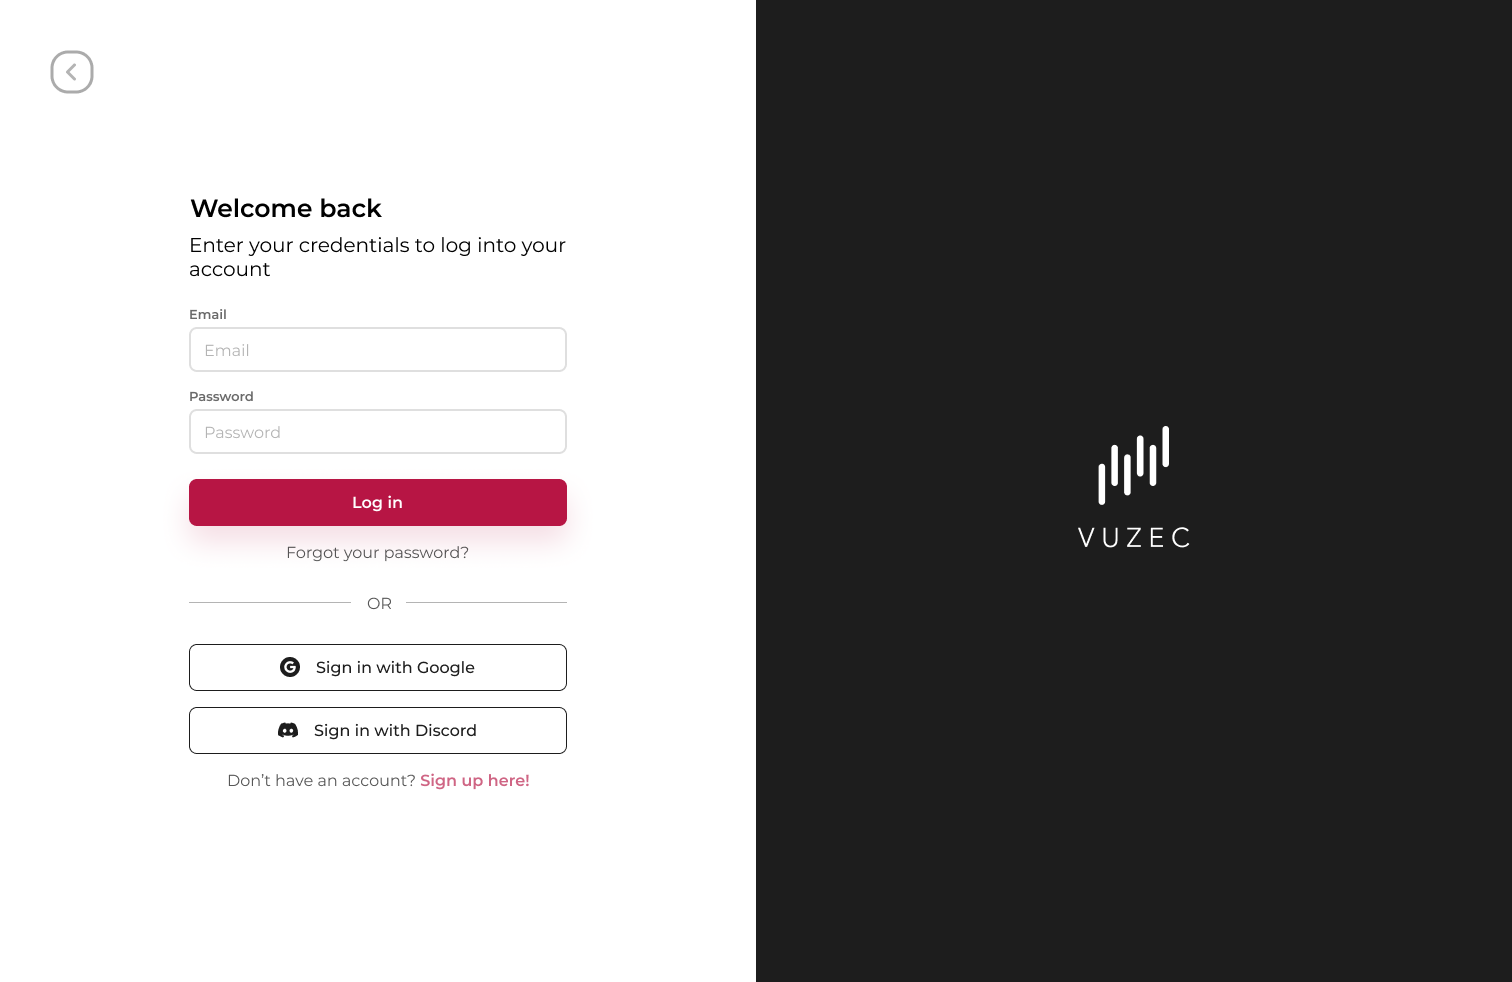 Welcome back
Enter your credentials to log into your
account
Email
Email
Password
Password
Log in
Forgot your password?
OR
Sign in with Google
Sign in with Discord
Don’t have an account? Sign up here!
VUZEC